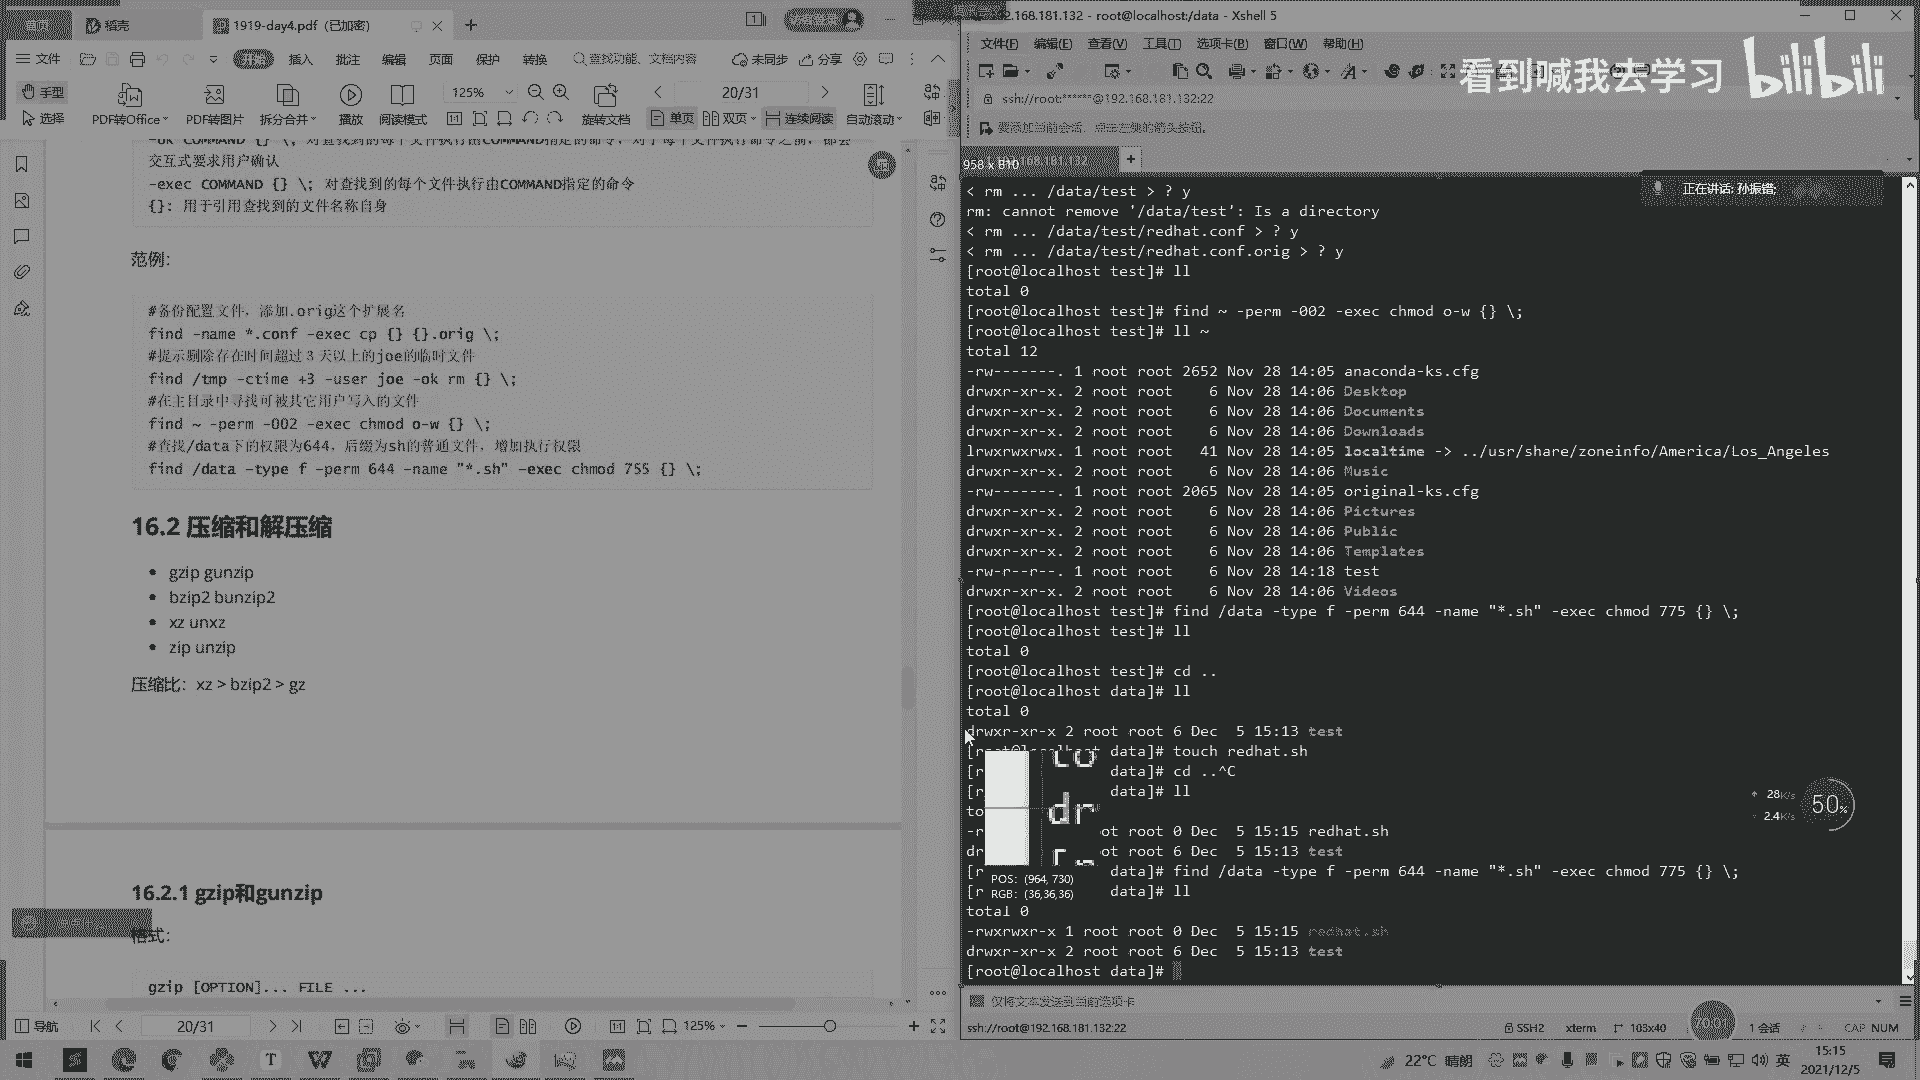 稻壳
1919-day4.pdf (已加密)
文件
开始
插入
批注
编辑
页面
保护
转换
查找功能、文档内容
未同步
分享
手型
选择
PDF转Office
PDF转图片
拆分合并
播放
阅读模式
125%
20/31
旋转文档
单页
双页
连续阅读
自动滚动
-ok COMMAND {} \; 对查找到的每个文件执行由COMMAND指定的命令，对于每个文件执行命令之前，都会
交互式要求用户确认
-exec COMMAND {} \; 对查找到的每个文件执行由COMMAND指定的命令
{}: 用于引用查找到的文件名称自身
范例:
#备份配置文件，添加.orig这个扩展名
find -name *.conf -exec cp {} {}.orig \;
#提示删除存在时间超过３天以上的joe的临时文件
find /tmp -ctime +3 -user joe -ok rm {} \;
#在主目录中寻找可被其它用户写入的文件
find ~ -perm -002 -exec chmod o-w {} \;
#查找/data下的权限为644，后缀为sh的普通文件，增加执行权限
find /data -type f -perm 644 -name "*.sh" -exec chmod 755 {} \;
16.2 压缩和解压缩
• gzip gunzip
• bzip2 bunzip2
• xz unxz
• zip unzip
压缩比：xz > bzip2 > gz
16.2.1 gzip和gunzip
格式:
gzip [OPTION]... FILE ...
导航
20/31
125%
192.168.181.132 - root@localhost:/data - Xshell 5
文件(F)
编辑(E)
查看(V)
工具(T)
选项卡(B)
窗口(W)
帮助(H)
看到喊我去学习 bilibili
ssh://root:******@192.168.181.132:22
要添加当前会话，点击左侧的箭头按钮。
958 x 810
正在讲话: 孙振锴;
< rm ... /data/test > ? y
rm: cannot remove '/data/test': Is a directory
< rm ... /data/test/redhat.conf > ? y
< rm ... /data/test/redhat.conf.orig > ? y
[root@localhost test]# ll
total 0
[root@localhost test]# find ~ -perm -002 -exec chmod o-w {} \;
[root@localhost test]# ll ~
total 12
-rw-------. 1 root root 2652 Nov 28 14:05 anaconda-ks.cfg
drwxr-xr-x. 2 root root    6 Nov 28 14:06 Desktop
drwxr-xr-x. 2 root root    6 Nov 28 14:06 Documents
drwxr-xr-x. 2 root root    6 Nov 28 14:06 Downloads
lrwxrwxrwx. 1 root root   41 Nov 28 14:05 localtime -> ../usr/share/zoneinfo/America/Los_Angeles
drwxr-xr-x. 2 root root    6 Nov 28 14:06 Music
-rw-------. 1 root root 2065 Nov 28 14:05 original-ks.cfg
drwxr-xr-x. 2 root root    6 Nov 28 14:06 Pictures
drwxr-xr-x. 2 root root    6 Nov 28 14:06 Public
drwxr-xr-x. 2 root root    6 Nov 28 14:06 Templates
-rw-r--r--. 1 root root    6 Nov 28 14:18 test
drwxr-xr-x. 2 root root    6 Nov 28 14:06 Videos
[root@localhost test]# find /data -type f -perm 644 -name "*.sh" -exec chmod 775 {} \;
[root@localhost test]# ll
total 0
[root@localhost test]# cd ..
[root@localhost data]# ll
total 0
drwxr-xr-x 2 root root 6 Dec  5 15:13 test
[root@localhost data]# touch redhat.sh
[r data]# cd ..^C
[r data]# ll
to
-r ot root 0 Dec  5 15:15 redhat.sh
dr ot root 6 Dec  5 15:13 test
[r data]# find /data -type f -perm 644 -name "*.sh" -exec chmod 775 {} \;
[r data]# ll
total 0
-rwxrwxr-x 1 root root 0 Dec  5 15:15 redhat.sh
drwxr-xr-x 2 root root 6 Dec  5 15:13 test
[root@localhost data]#
POS: (964, 730)
RGB: (36,36,36)
28K/s
2.4K/s
50%
仅将文本发送到当前选项卡
ssh://root@192.168.181.132:22
SSH2
xterm
103x40
70:01
1 会话
CAP NUM
22°C 晴朗
英
15:15
2021/12/5